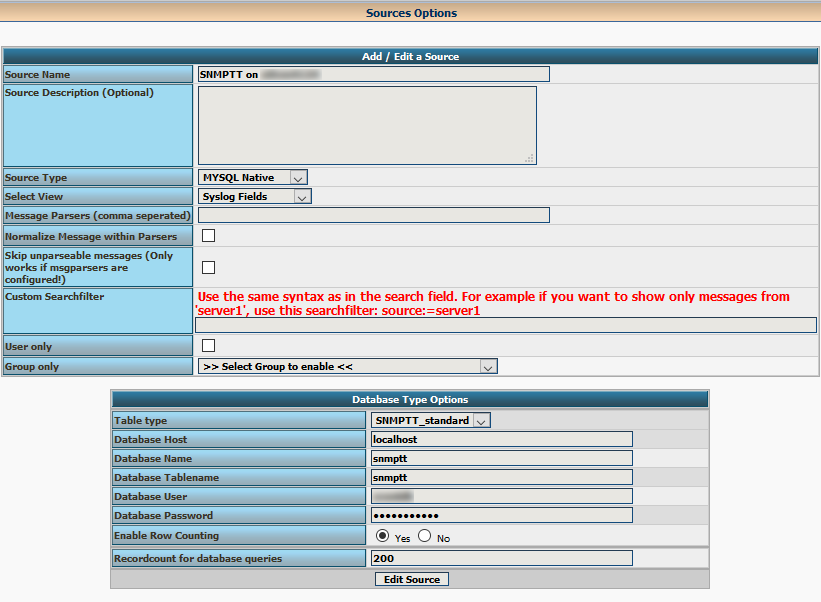 Sources Options
Add / Edit a Source
Source Name SNMPTT on
Source Description (Optional)
Source Type MYSQL Native
Select View Syslog Fields
Message Parsers (comma seperated)
Normalize Message within Parsers
Skip unparseable messages (Only
works if msgparsers are
configured!)
Custom Searchfilter Use the same syntax as in the search field. For example if you want to show only messages from
'server1', use this searchfilter: source:=server1
User only
Group only >> Select Group to enable <<
Database Type Options
Table type SNMPTT_standard
Database Host localhost
Database Name snmptt
Database Tablename snmptt
Database User
Database Password •••••••••••
Enable Row Counting Yes No
Recordcount for database queries 200
Edit Source